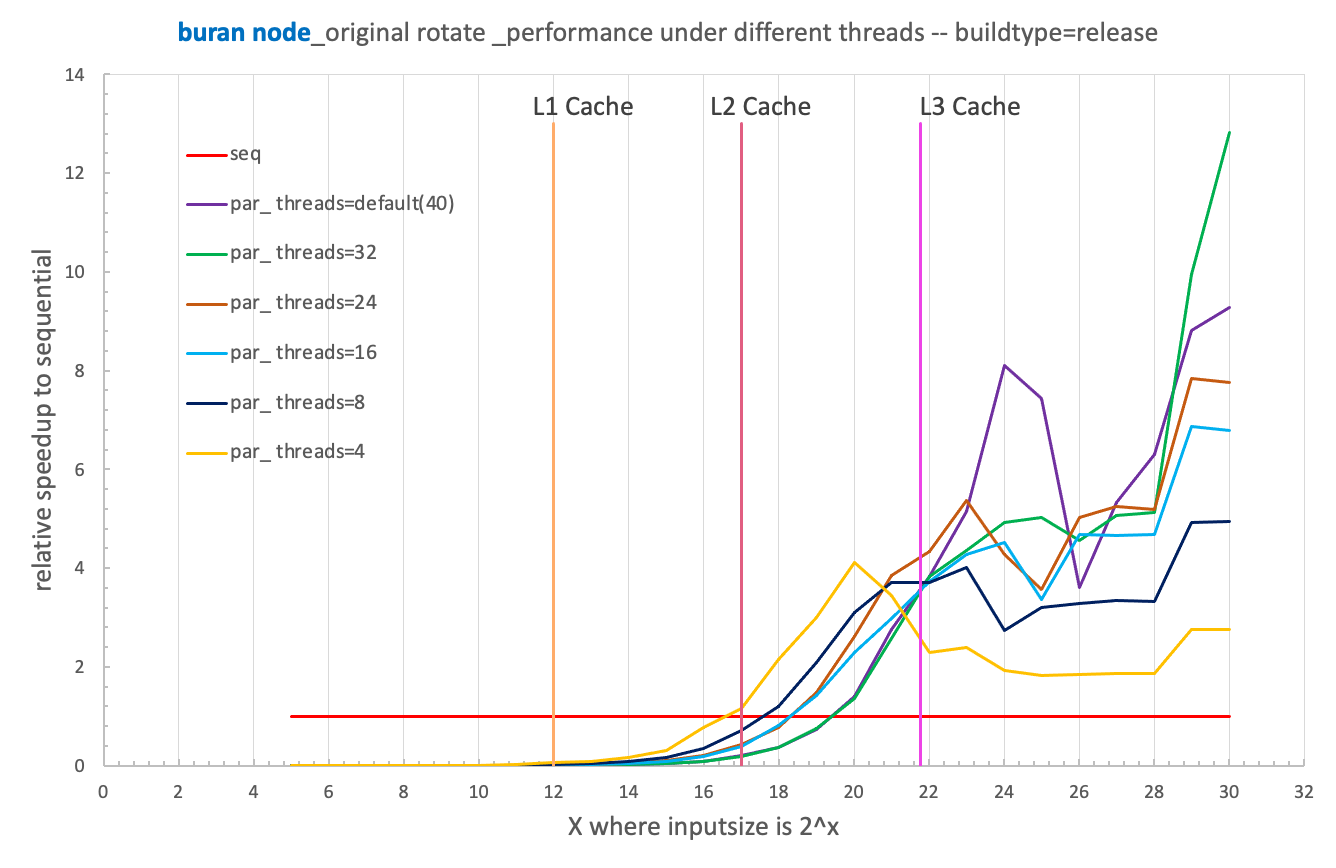 buran node_original rotate _performance under different threads -- buildtype=release
L1 Cache
L2 Cache
L3 Cache
seq
par_ threads=default(40)
par_ threads=32
par_ threads=24
par_ threads=16
par_ threads=8
par_ threads=4
relative speedup to sequential
14
12
10
8
6
4
2
0
0 2 4 6 8 10 12 14 16 18 20 22 24 26 28 30 32
X where inputsize is 2^x